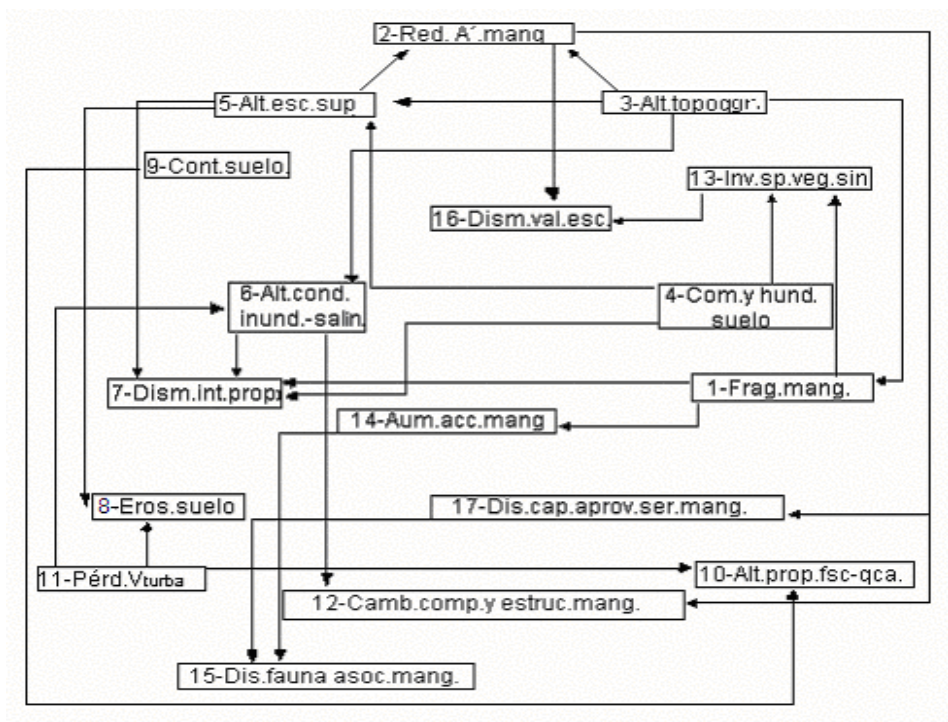 2-Red. A´.manq
5-Alt.esc.sup
3-Alt.topoggr.
9-Cont.suelo.
13-Inv.sp.veg.sin
16-Dism.val.esc.
6-Alt.cond.
inund.-salin.
4-Com.y hund.
suelo
7-Dism.int.prop.
1-Frag.mang.
14-Aum.acc.mang
8-Eros.suelo
17-Dis.cap.aprov.ser.mang.
11-Pérd.Vturba
10-Alt.prop.fsc-qca.
12-Camb.comp.y estruc.mang.
15-Dis.fauna asoc.mang.